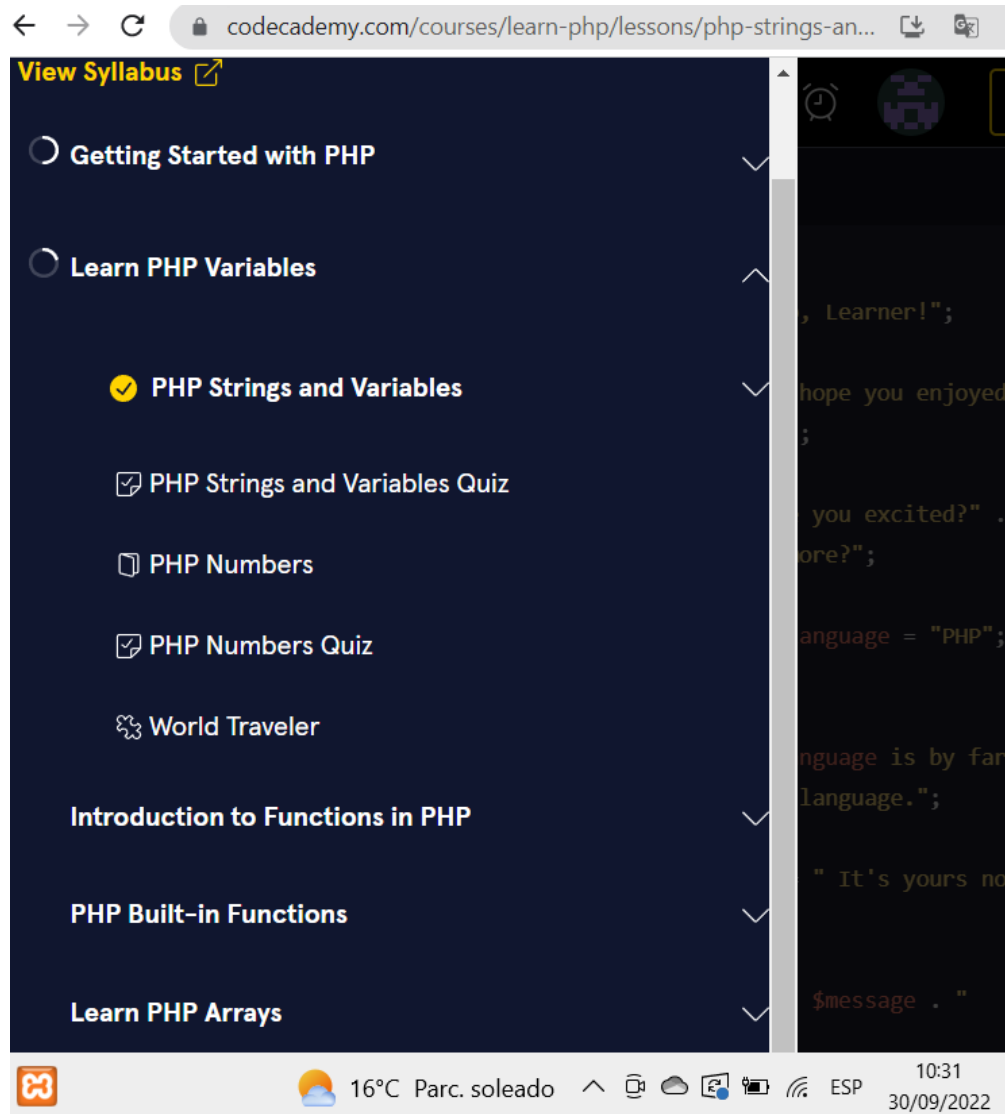 codecademy.com/courses/learn-php/lessons/php-strings-an...
View Syllabus
Getting Started with PHP
Learn PHP Variables
, Learner!";
PHP Strings and Variables
hope you enjoyed
;
PHP Strings and Variables Quiz
you excited?" .
ore?";
PHP Numbers
anguage = "PHP";
PHP Numbers Quiz
World Traveler
nguage is by far
language.";
Introduction to Functions in PHP
" It's yours no
PHP Built-in Functions
$message . "
Learn PHP Arrays
16°C Parc. soleado
ESP
10:31
30/09/2022